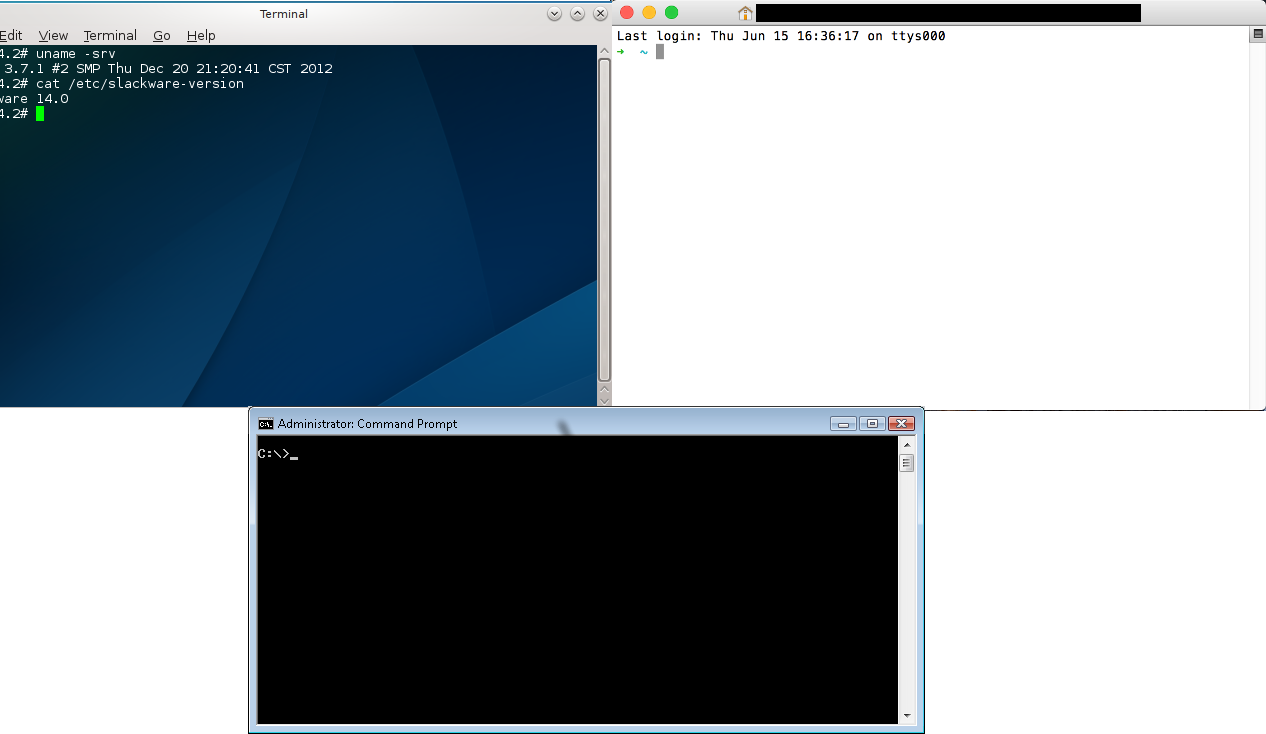 Terminal
Edit View Terminal Go Help
4.2# uname -srv
3.7.1 #2 SMP Thu Dec 20 21:20:41 CST 2012
4.2# cat /etc/slackware-version
ware 14.0
4.2#
Last login: Thu Jun 15 16:36:17 on ttys000
➜ ~
C:\. Administrator: Command Prompt
C:\>_